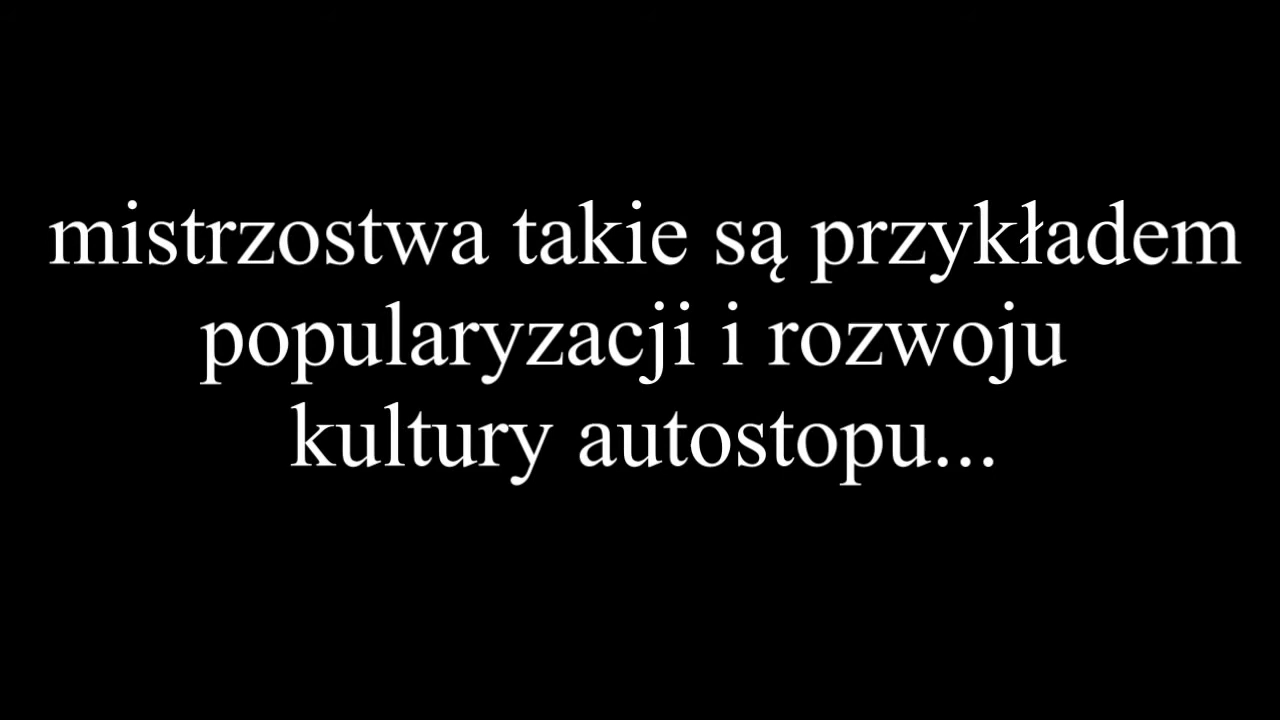 mistrzostwa takie są przykładem
popularyzacji i rozwoju
kultury autostopu...